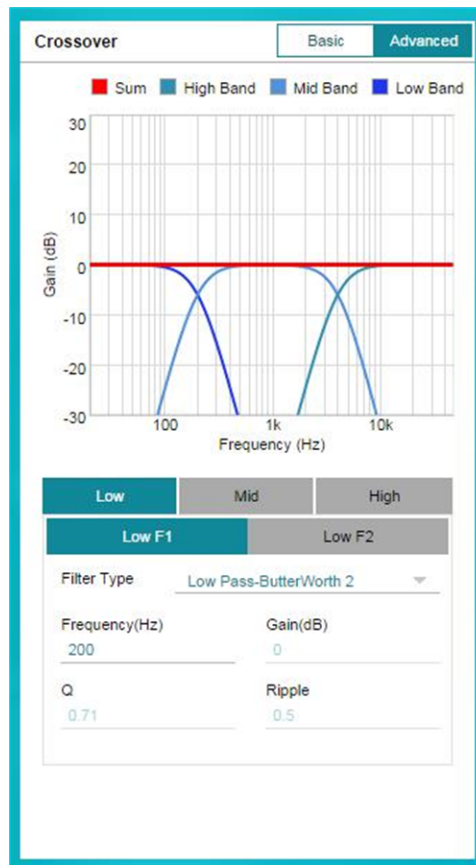 Crossover Basic Advanced
Sum High Band Mid Band Low Band
30
20
10
0
-10
-20
-30
Gain (dB)
100 1k 10k
Frequency (Hz)
Low Mid High
Low F1 Low F2
Filter Type Low Pass-ButterWorth 2
Frequency(Hz) Gain(dB)
200 0
Q Ripple
0.71 0.5